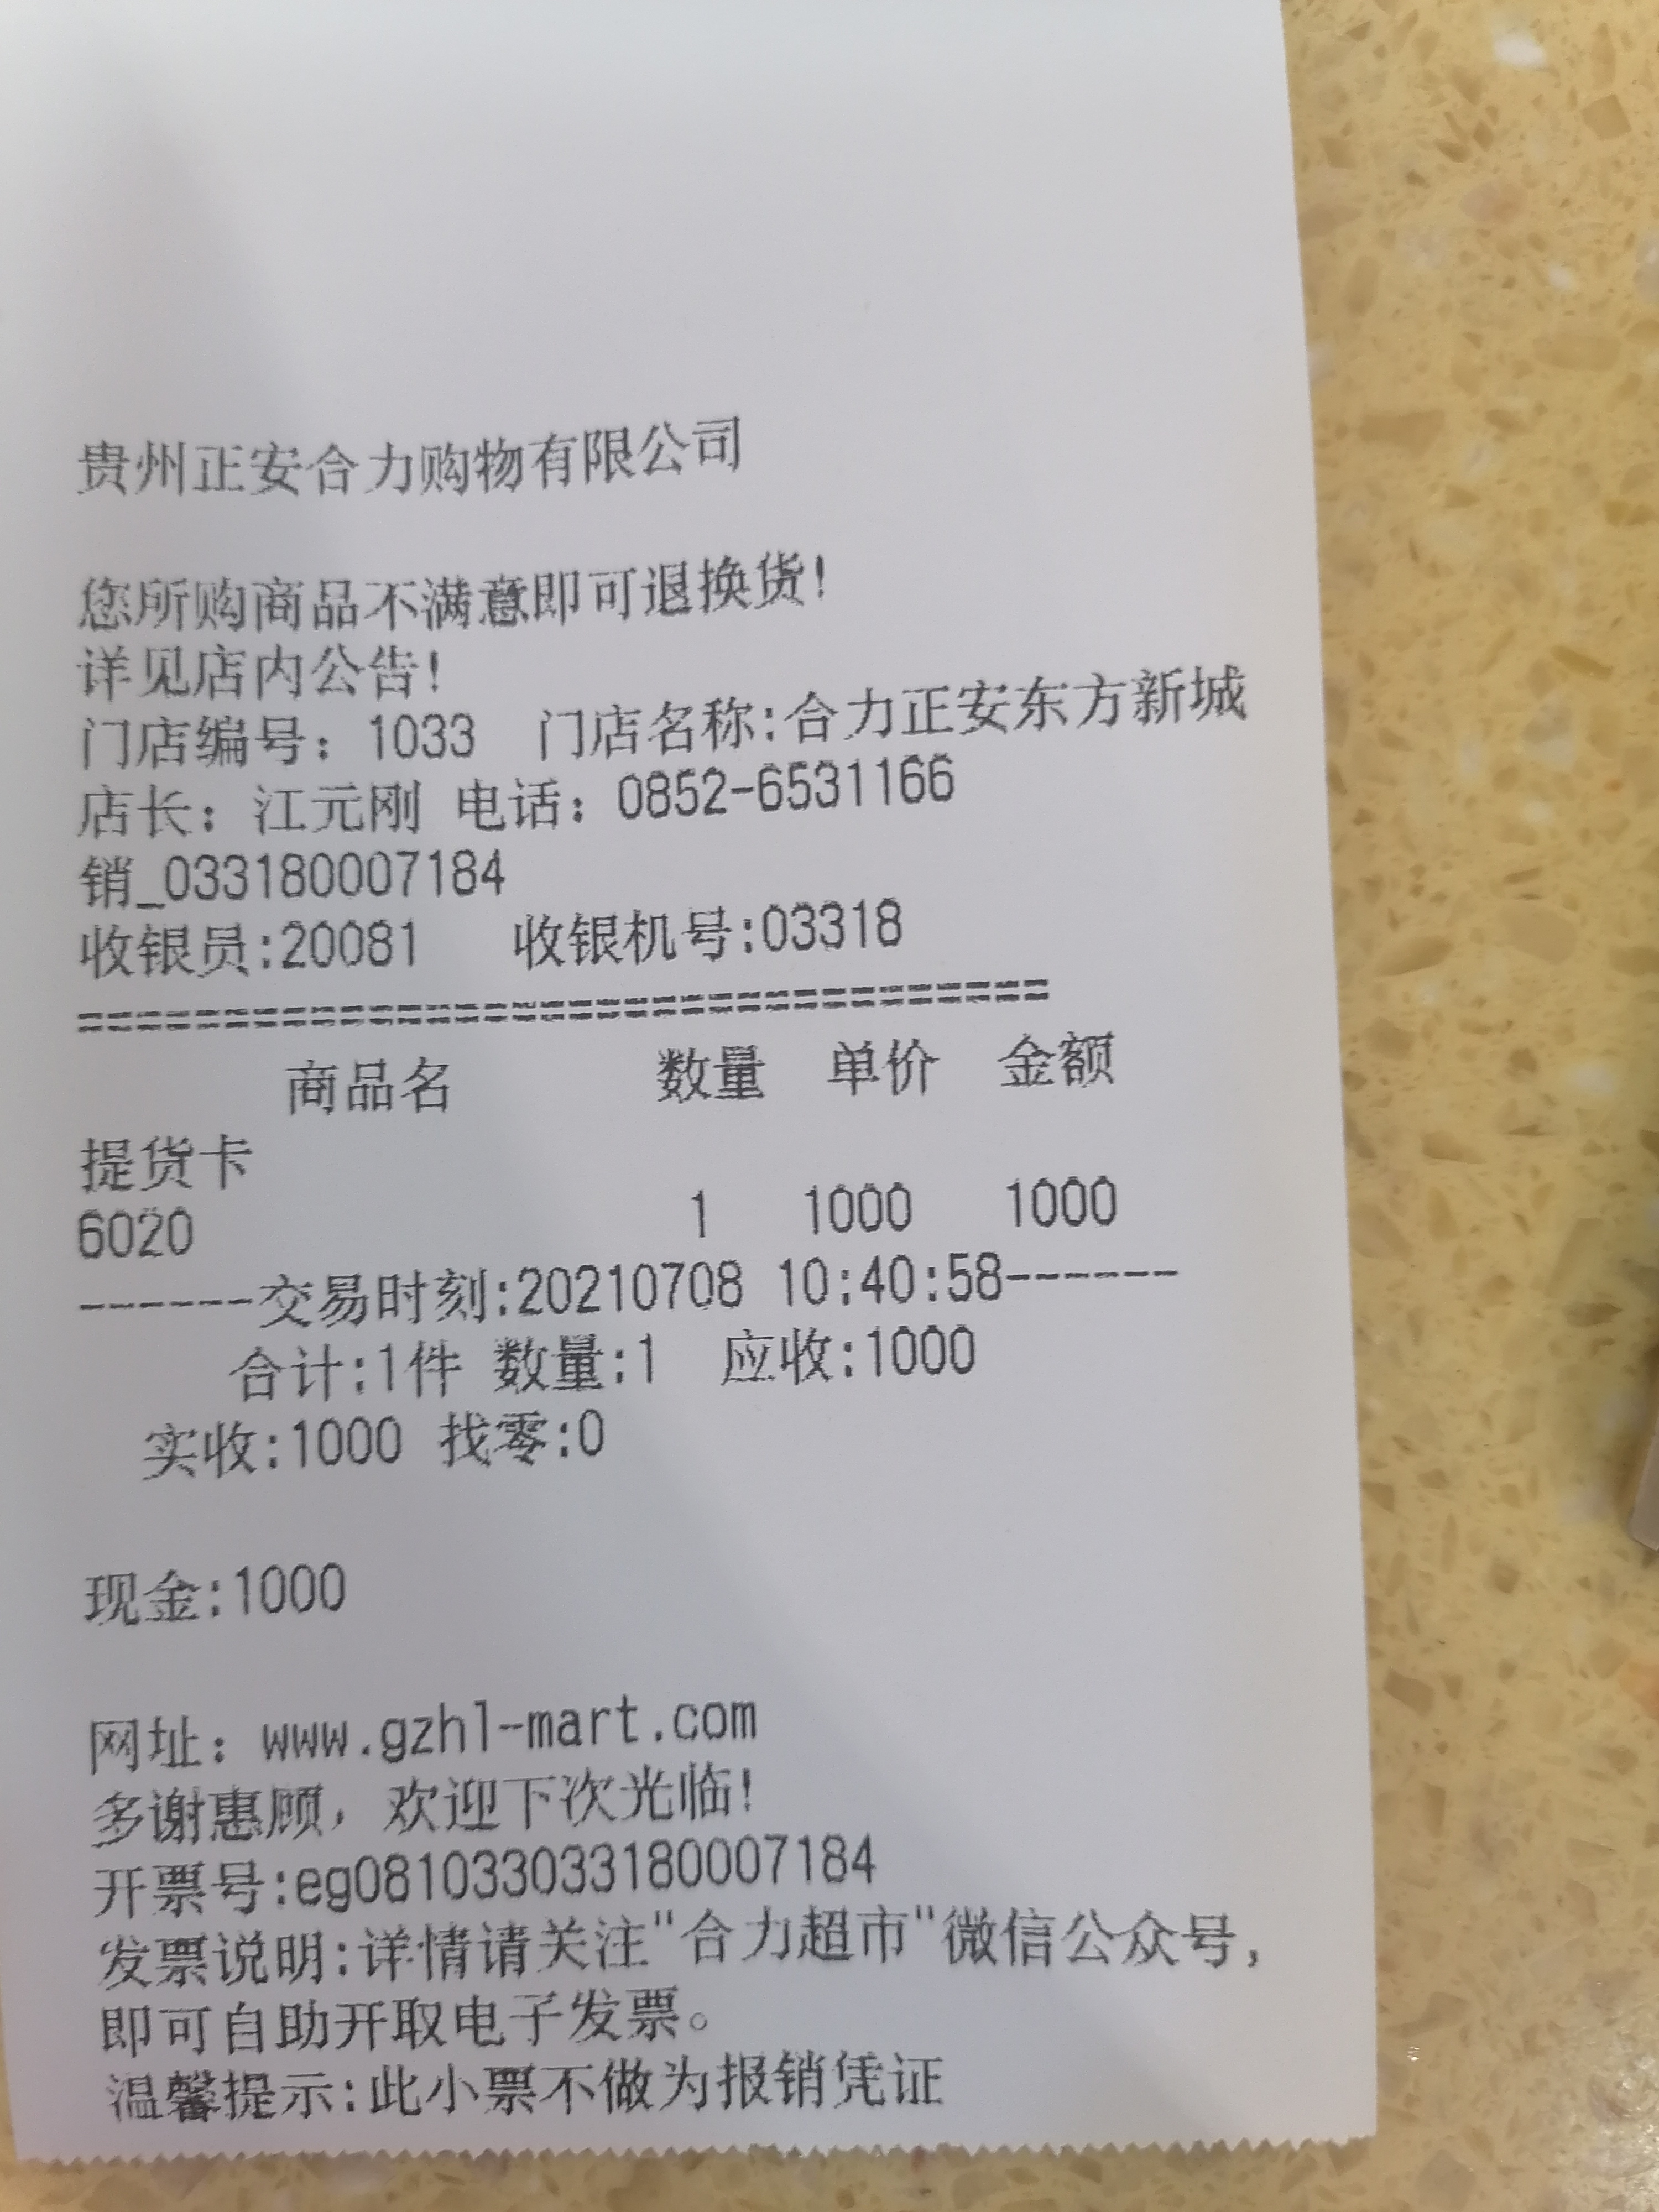 贵州正安合力购物有限公司
您所购商品不满意即可退换货!
详见店内公告!
门店编号：1033 门店名称:合力正安东方新城
店长：江元刚 电话：0852-6531166
销_033180007184
收银员:20081 收银机号:03318
==================================
商品名 数量 单价 金额
提货卡
6020 1 1000 1000
------交易时刻:20210708 10:40:58------
合计:1件 数量:1 应收:1000
实收:1000 找零:0
现金:1000
网址：www.gzhl-mart.com
多谢惠顾，欢迎下次光临!
开票号:eg081033033180007184
发票说明:详情请关注"合力超市"微信公众号,
即可自助开取电子发票。
温馨提示:此小票不做为报销凭证